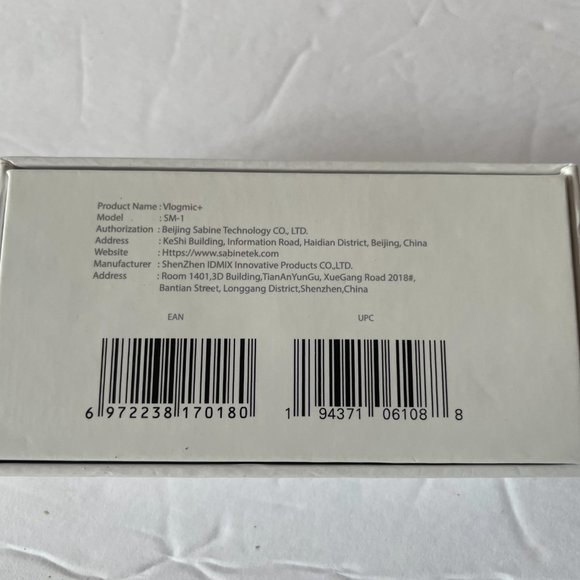 Product Name : Vlogmic+
Model : SM-1
Authorization : Beijing Sabine Technology CO., LTD.
Address : KeShi Building, Information Road, Haidian District, Beijing, China
Website : Https://www.sabinetek.com
Manufacturer : ShenZhen IDMIX Innovative Products CO.,LTD.
Address : Room 1401,3D Building,TianAnYunGu, XueGang Road 2018#,
Bantian Street, Longgang District,Shenzhen,China
EAN UPC
6 972238 170180 1 94371 06108 8